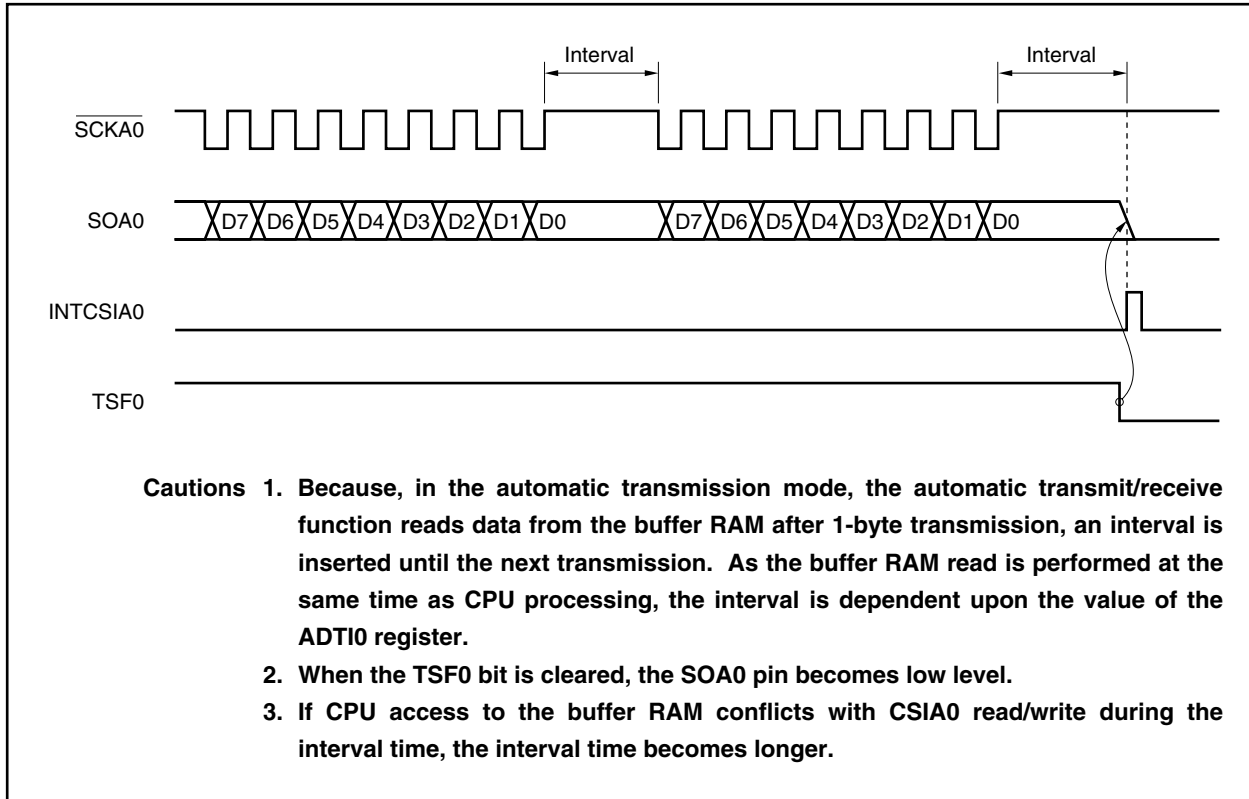 Interval Interval
SCKA0
SOA0 D7 D6 D5 D4 D3 D2 D1 D0 D7 D6 D5 D4 D3 D2 D1 D0
INTCSIA0
TSF0
Cautions 1. Because, in the automatic transmission mode, the automatic transmit/receive
function reads data from the buffer RAM after 1-byte transmission, an interval is
inserted until the next transmission. As the buffer RAM read is performed at the
same time as CPU processing, the interval is dependent upon the value of the
ADTI0 register.
2. When the TSF0 bit is cleared, the SOA0 pin becomes low level.
3. If CPU access to the buffer RAM conflicts with CSIA0 read/write during the
interval time, the interval time becomes longer.